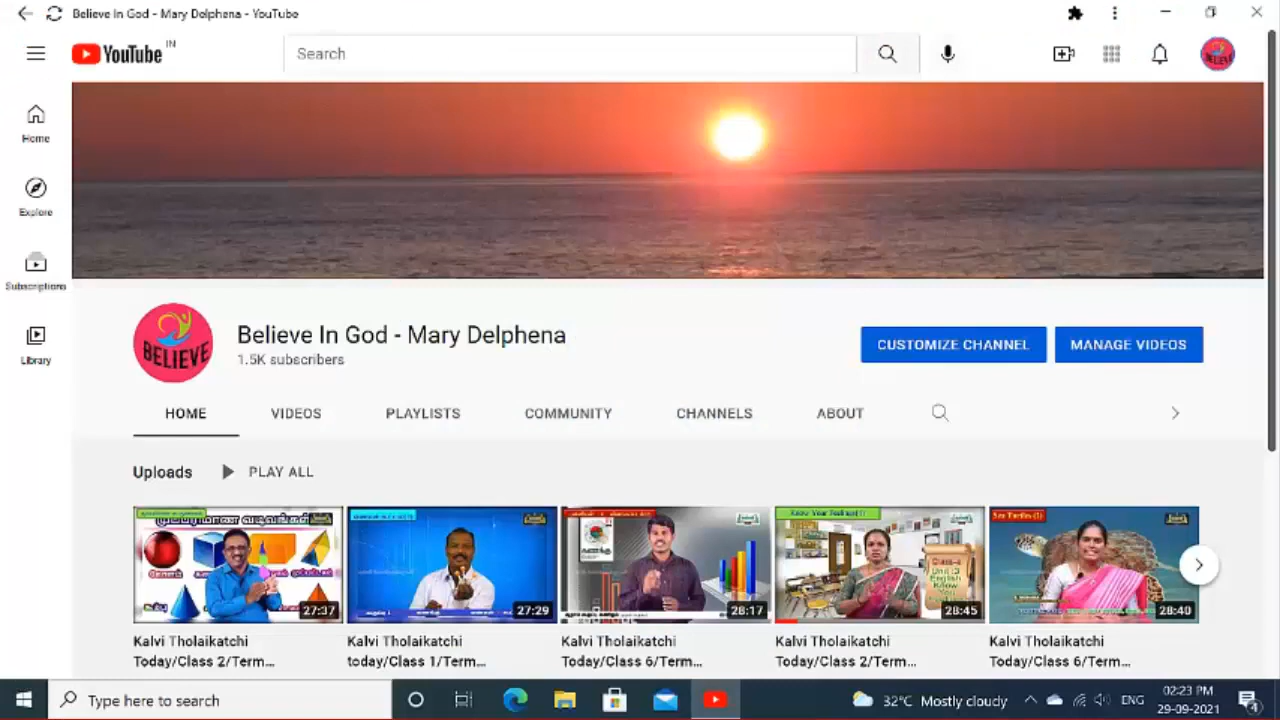 Believe In God - Mary Delphena - YouTube
YouTube IN
Search
Home
Explore
Subscriptions
Library
BELIEVE
Believe In God - Mary Delphena
1.5K subscribers
CUSTOMIZE CHANNEL
MANAGE VIDEOS
HOME VIDEOS PLAYLISTS COMMUNITY CHANNELS ABOUT
Uploads PLAY ALL
27:37
27:29
28:17
28:45
Sea Turtles (1)
28:40
Kalvi Tholaikatchi
Today/Class 2/Term...
Kalvi Tholaikatchi
today/Class 1/Term...
Kalvi Tholaikatchi
Today/Class 6/Term...
Kalvi Tholaikatchi
Today/Class 2/Term...
Kalvi Tholaikatchi
Today/Class 6/Term...
Type here to search
32°C Mostly cloudy
ENG
02:23 PM
29-09-2021
4